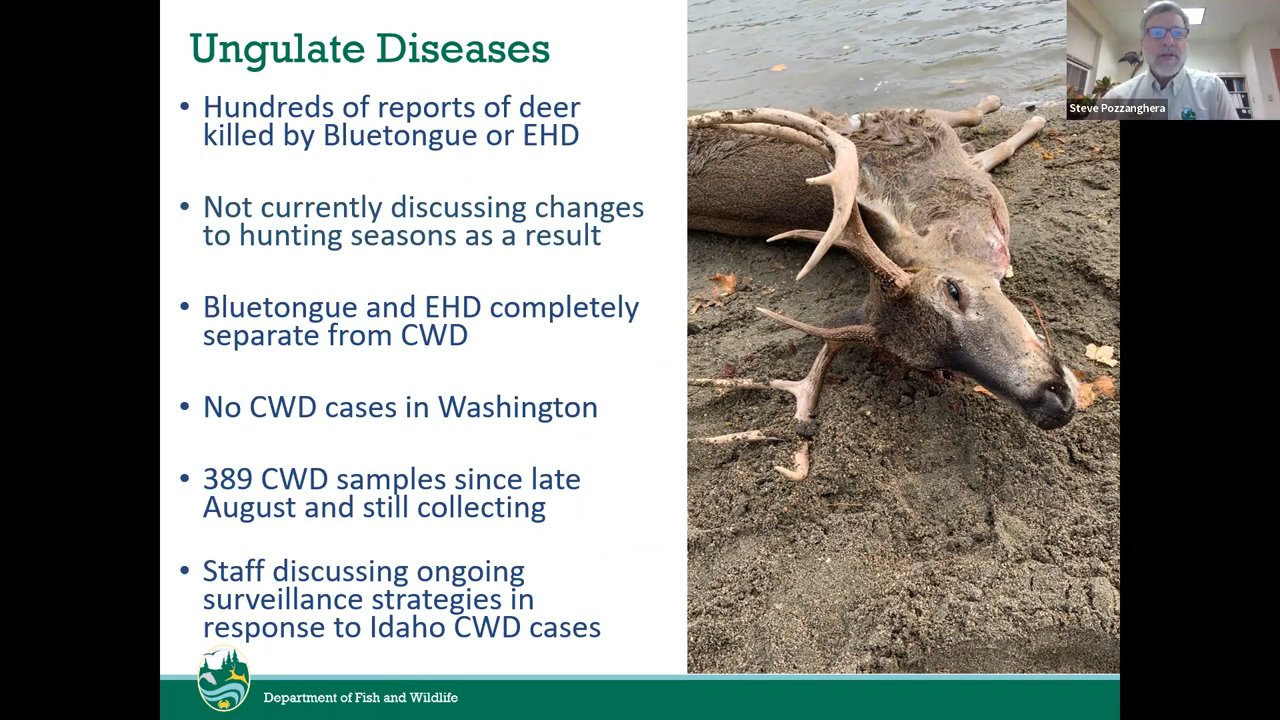 Ungulate Diseases
• Hundreds of reports of deer
killed by Bluetongue or EHD
• Not currently discussing changes
to hunting seasons as a result
• Bluetongue and EHD completely
separate from CWD
• No CWD cases in Washington
• 389 CWD samples since late
August and still collecting
• Staff discussing ongoing
surveillance strategies in
response to Idaho CWD cases
Department of Fish and Wildlife
Steve Pozzanghera